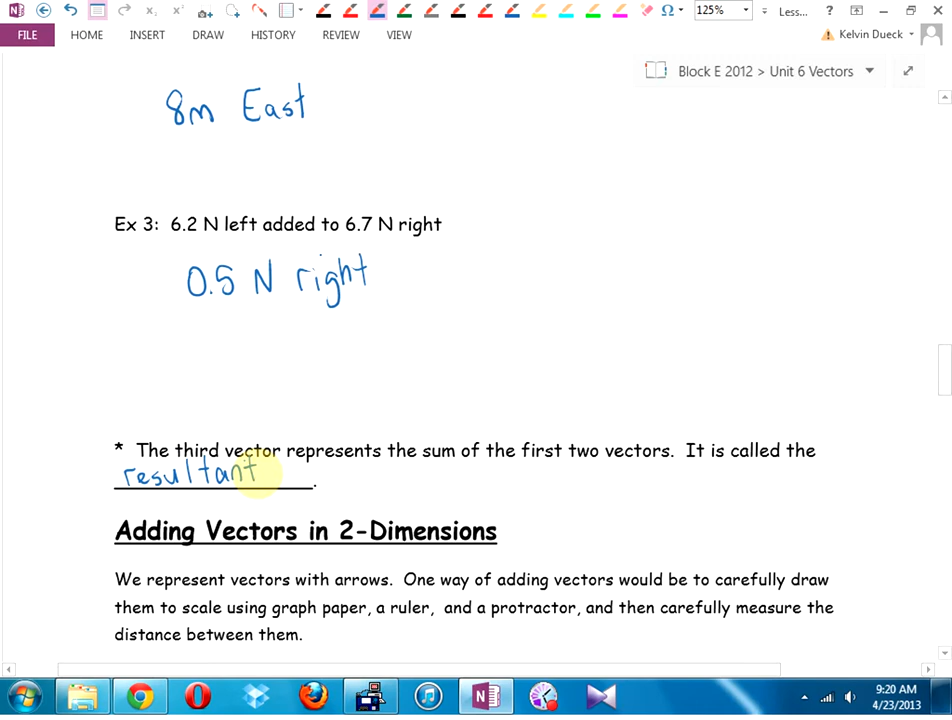 125%
Less...
?
FILE
HOME
INSERT
DRAW
HISTORY
REVIEW
VIEW
Kelvin Dueck
Block E 2012 > Unit 6 Vectors
8m East
Ex 3: 6.2 N left added to 6.7 N right
0.5 N right
* The third vector represents the sum of the first two vectors. It is called the
resultant.
Adding Vectors in 2-Dimensions
We represent vectors with arrows. One way of adding vectors would be to carefully draw
them to scale using graph paper, a ruler, and a protractor, and then carefully measure the
distance between them.
9:20 AM
4/23/2013